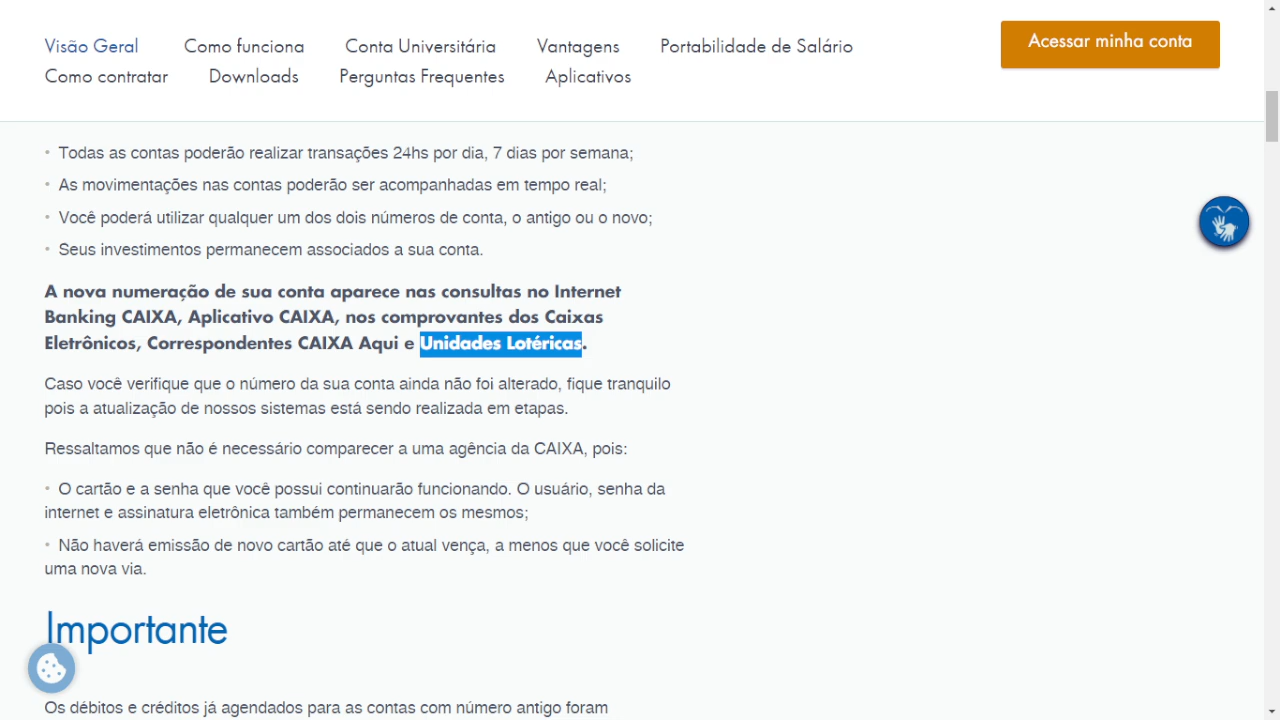 Visão Geral Como funciona Conta Universitária Vantagens Portabilidade de Salário
Acessar minha conta
Como contratar Downloads Perguntas Frequentes Aplicativos
• Todas as contas poderão realizar transações 24hs por dia, 7 dias por semana;
• As movimentações nas contas poderão ser acompanhadas em tempo real;
• Você poderá utilizar qualquer um dos dois números de conta, o antigo ou o novo;
• Seus investimentos permanecem associados a sua conta.
A nova numeração de sua conta aparece nas consultas no Internet
Banking CAIXA, Aplicativo CAIXA, nos comprovantes dos Caixas
Eletrônicos, Correspondentes CAIXA Aqui e Unidades Lotéricas.
Caso você verifique que o número da sua conta ainda não foi alterado, fique tranquilo
pois a atualização de nossos sistemas está sendo realizada em etapas.
Ressaltamos que não é necessário comparecer a uma agência da CAIXA, pois:
• O cartão e a senha que você possui continuarão funcionando. O usuário, senha da
internet e assinatura eletrônica também permanecem os mesmos;
• Não haverá emissão de novo cartão até que o atual vença, a menos que você solicite
uma nova via.
Importante
Os débitos e créditos já agendados para as contas com número antigo foram